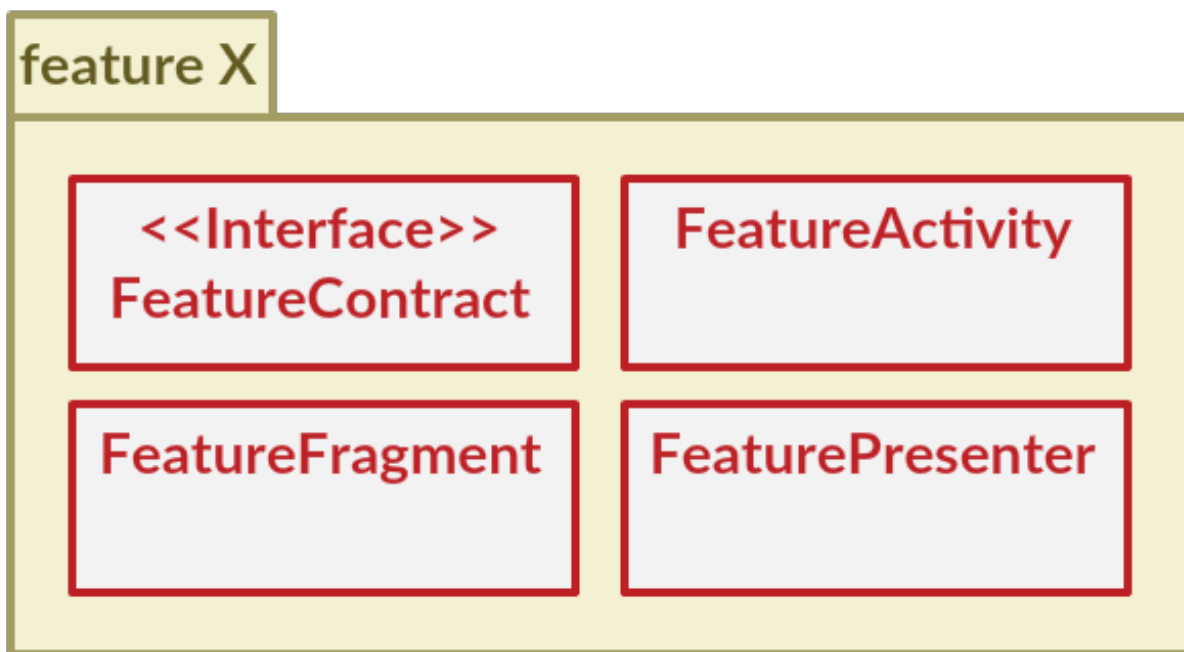 feature X
<<Interface>>
FeatureContract
FeatureActivity
FeatureFragment
FeaturePresenter